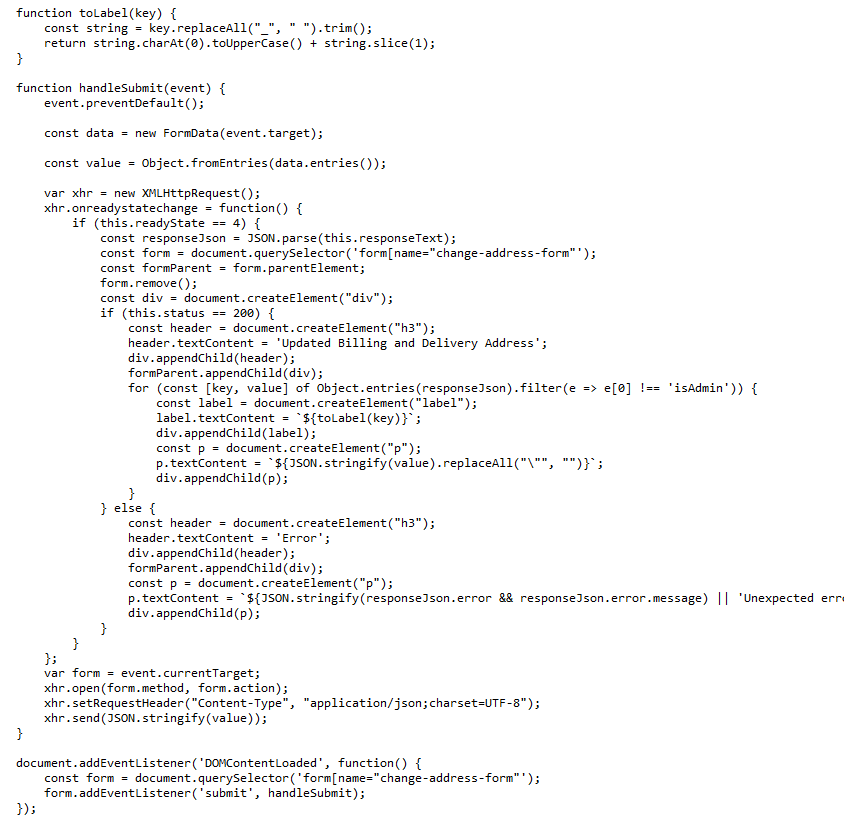 function toLabel(key) {
    const string = key.replaceAll("_", " ").trim();
    return string.charAt(0).toUpperCase() + string.slice(1);
}

function handleSubmit(event) {
    event.preventDefault();

    const data = new FormData(event.target);

    const value = Object.fromEntries(data.entries());

    var xhr = new XMLHttpRequest();
    xhr.onreadystatechange = function() {
        if (this.readyState == 4) {
            const responseJson = JSON.parse(this.responseText);
            const form = document.querySelector('form[name="change-address-form"');
            const formParent = form.parentElement;
            form.remove();
            const div = document.createElement("div");
            if (this.status == 200) {
                const header = document.createElement("h3");
                header.textContent = 'Updated Billing and Delivery Address';
                div.appendChild(header);
                formParent.appendChild(div);
                for (const [key, value] of Object.entries(responseJson).filter(e => e[0] !== 'isAdmin')) {
                    const label = document.createElement("label");
                    label.textContent = `${toLabel(key)}`;
                    div.appendChild(label);
                    const p = document.createElement("p");
                    p.textContent = `${JSON.stringify(value).replaceAll("\"", "")}`;
                    div.appendChild(p);
                }
            } else {
                const header = document.createElement("h3");
                header.textContent = 'Error';
                div.appendChild(header);
                formParent.appendChild(div);
                const p = document.createElement("p");
                p.textContent = `${JSON.stringify(responseJson.error && responseJson.error.message) || 'Unexpected erro
                div.appendChild(p);
            }
        }
    };
    var form = event.currentTarget;
    xhr.open(form.method, form.action);
    xhr.setRequestHeader("Content-Type", "application/json;charset=UTF-8");
    xhr.send(JSON.stringify(value));
}

document.addEventListener('DOMContentLoaded', function() {
    const form = document.querySelector('form[name="change-address-form"');
    form.addEventListener('submit', handleSubmit);
});